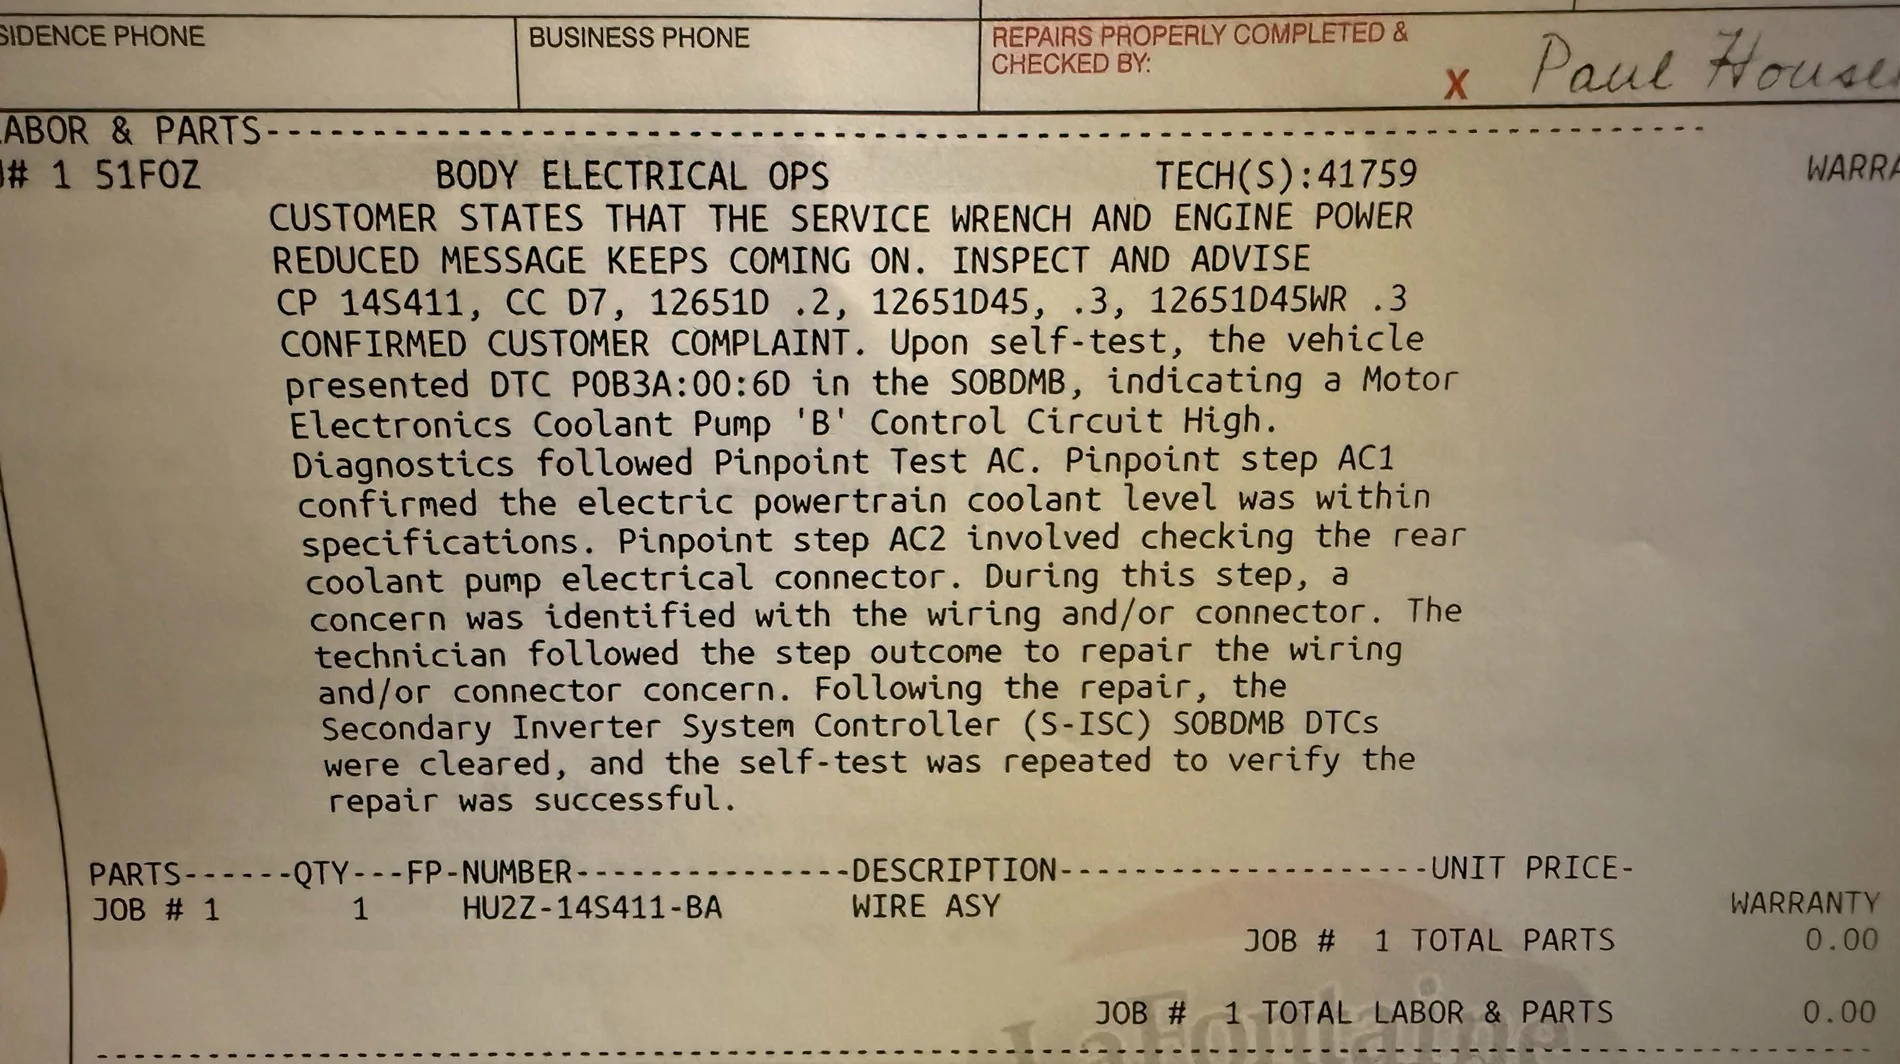 SIDENCE PHONE
BUSINESS PHONE
REPAIRS PROPERLY COMPLETED &
CHECKED BY:
X Paul House
LABOR & PARTS--------------------------------------------------------------------
J# 1 51FOZ BODY ELECTRICAL OPS TECH(S):41759 WARRA
CUSTOMER STATES THAT THE SERVICE WRENCH AND ENGINE POWER
REDUCED MESSAGE KEEPS COMING ON. INSPECT AND ADVISE
CP 14S411, CC D7, 12651D .2, 12651D45, .3, 12651D45WR .3
CONFIRMED CUSTOMER COMPLAINT. Upon self-test, the vehicle
presented DTC P0B3A:00:6D in the SOBDMB, indicating a Motor
Electronics Coolant Pump 'B' Control Circuit High.
Diagnostics followed Pinpoint Test AC. Pinpoint step AC1
confirmed the electric powertrain coolant level was within
specifications. Pinpoint step AC2 involved checking the rear
coolant pump electrical connector. During this step, a
concern was identified with the wiring and/or connector. The
technician followed the step outcome to repair the wiring
and/or connector concern. Following the repair, the
Secondary Inverter System Controller (S-ISC) SOBDMB DTCs
were cleared, and the self-test was repeated to verify the
repair was successful.
PARTS------QTY---FP-NUMBER---------------DESCRIPTION--------------------UNIT PRICE-
JOB # 1 1 HU2Z-14S411-BA WIRE ASY WARRANTY
JOB # 1 TOTAL PARTS 0.00
JOB # 1 TOTAL LABOR & PARTS 0.00
LaFontaine